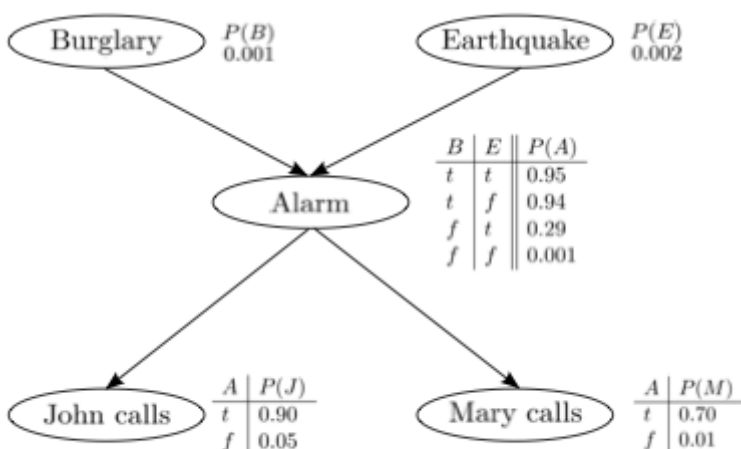 Burglary P(B)
0.001
Earthquake P(E)
0.002
Alarm
B E P(A)
t t 0.95
t f 0.94
f t 0.29
f f 0.001
John calls
A P(J)
t 0.90
f 0.05
Mary calls
A P(M)
t 0.70
f 0.01